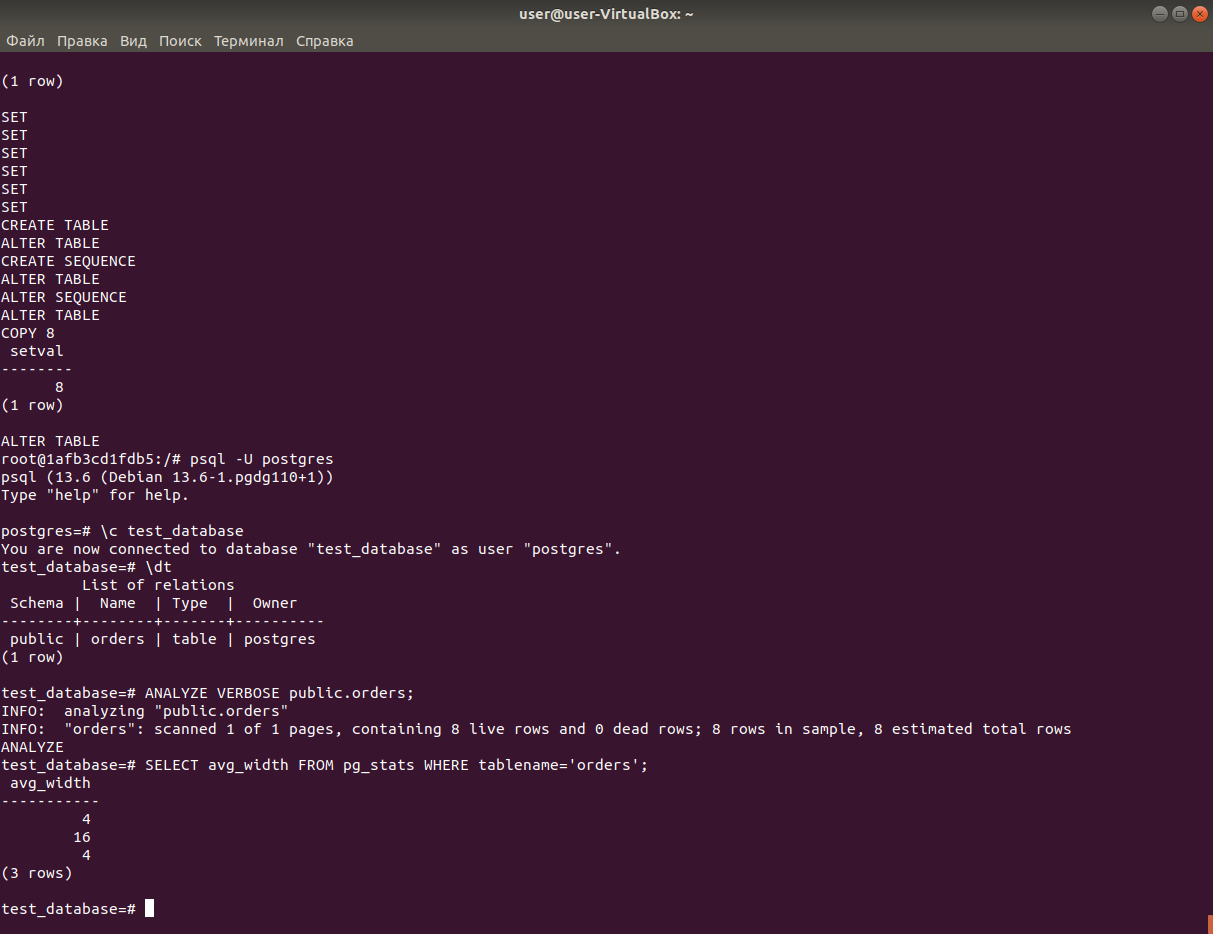 user@user-VirtualBox: ~
Файл Правка Вид Поиск Терминал Справка
(1 row)
SET
SET
SET
SET
SET
SET
CREATE TABLE
ALTER TABLE
CREATE SEQUENCE
ALTER TABLE
ALTER SEQUENCE
ALTER TABLE
COPY 8
 setval
--------
      8
(1 row)
ALTER TABLE
root@1afb3cd1fdb5:/# psql -U postgres
psql (13.6 (Debian 13.6-1.pgdg110+1))
Type "help" for help.
postgres=# \c test_database
You are now connected to database "test_database" as user "postgres".
test_database=# \dt
         List of relations
 Schema |  Name  | Type  |  Owner
--------+--------+-------+----------
 public | orders | table | postgres
(1 row)
test_database=# ANALYZE VERBOSE public.orders;
INFO:  analyzing "public.orders"
INFO:  "orders": scanned 1 of 1 pages, containing 8 live rows and 0 dead rows; 8 rows in sample, 8 estimated total rows
ANALYZE
test_database=# SELECT avg_width FROM pg_stats WHERE tablename='orders';
 avg_width
-----------
         4
        16
         4
(3 rows)
test_database=#